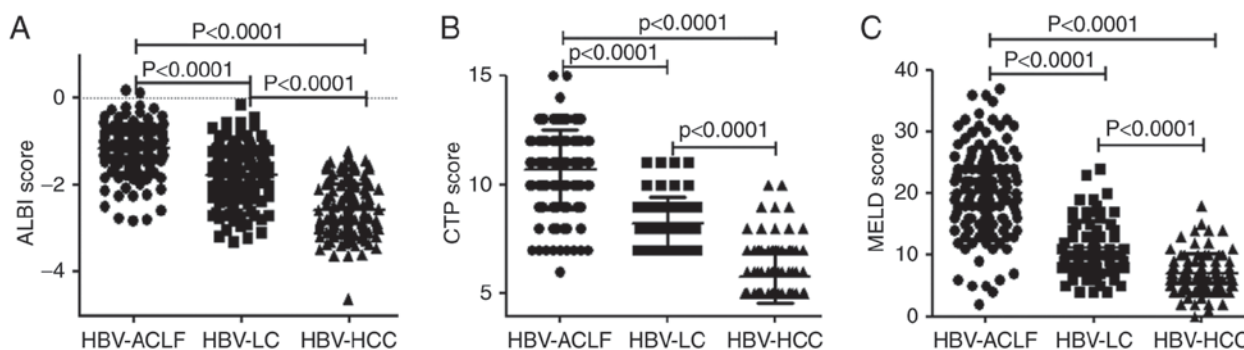 A
P<0.0001
P<0.0001
P<0.0001
ALBI score
0
−2
−4
HBV-ACLF HBV-LC HBV-HCC
B
p<0.0001
p<0.0001
p<0.0001
CTP score
15
10
5
HBV-ACLF HBV-LC HBV-HCC
C
P<0.0001
P<0.0001
P<0.0001
MELD score
40
30
20
10
0
HBV-ACLF HBV-LC HBV-HCC